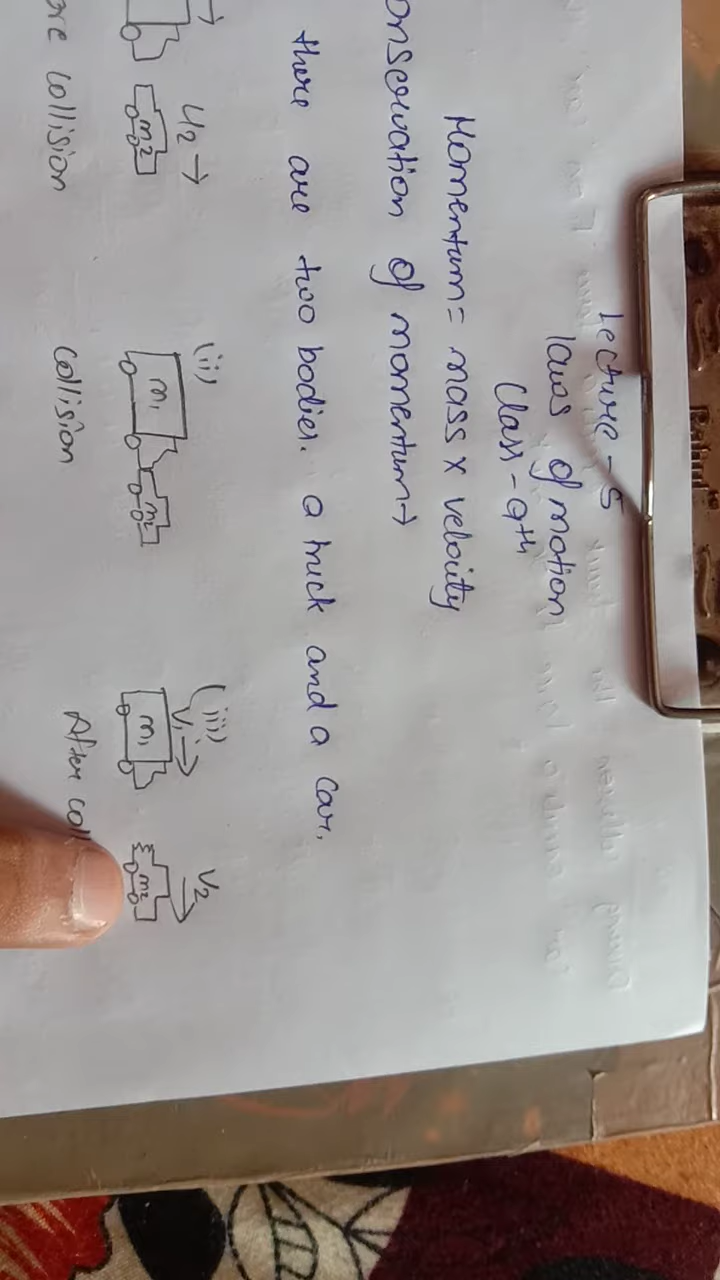 Lecture - 5
laws of motion
Class - 9th
Momentum = mass x velocity
onservation of momentum→
there are two bodies. a truck and a car.
(ii)
(iii)
U2 →
V1 →
V2
m2
m1
m2
m1
m2
ore collision
Collision
After coll